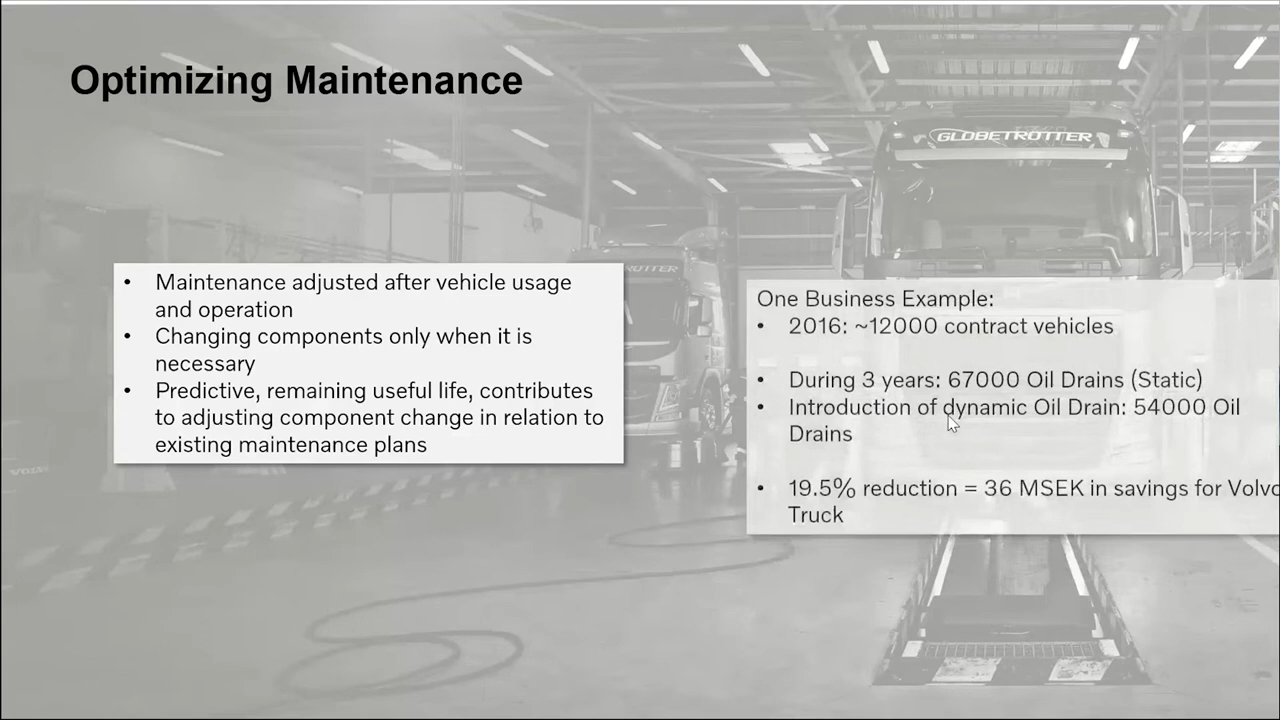 Optimizing Maintenance
GLOBETROTTER
• Maintenance adjusted after vehicle usage
and operation
• Changing components only when it is
necessary
• Predictive, remaining useful life, contributes
to adjusting component change in relation to
existing maintenance plans
One Business Example:
• 2016: ~12000 contract vehicles
• During 3 years: 67000 Oil Drains (Static)
• Introduction of dynamic Oil Drain: 54000 Oil
Drains
• 19.5% reduction = 36 MSEK in savings for Volvo
Truck